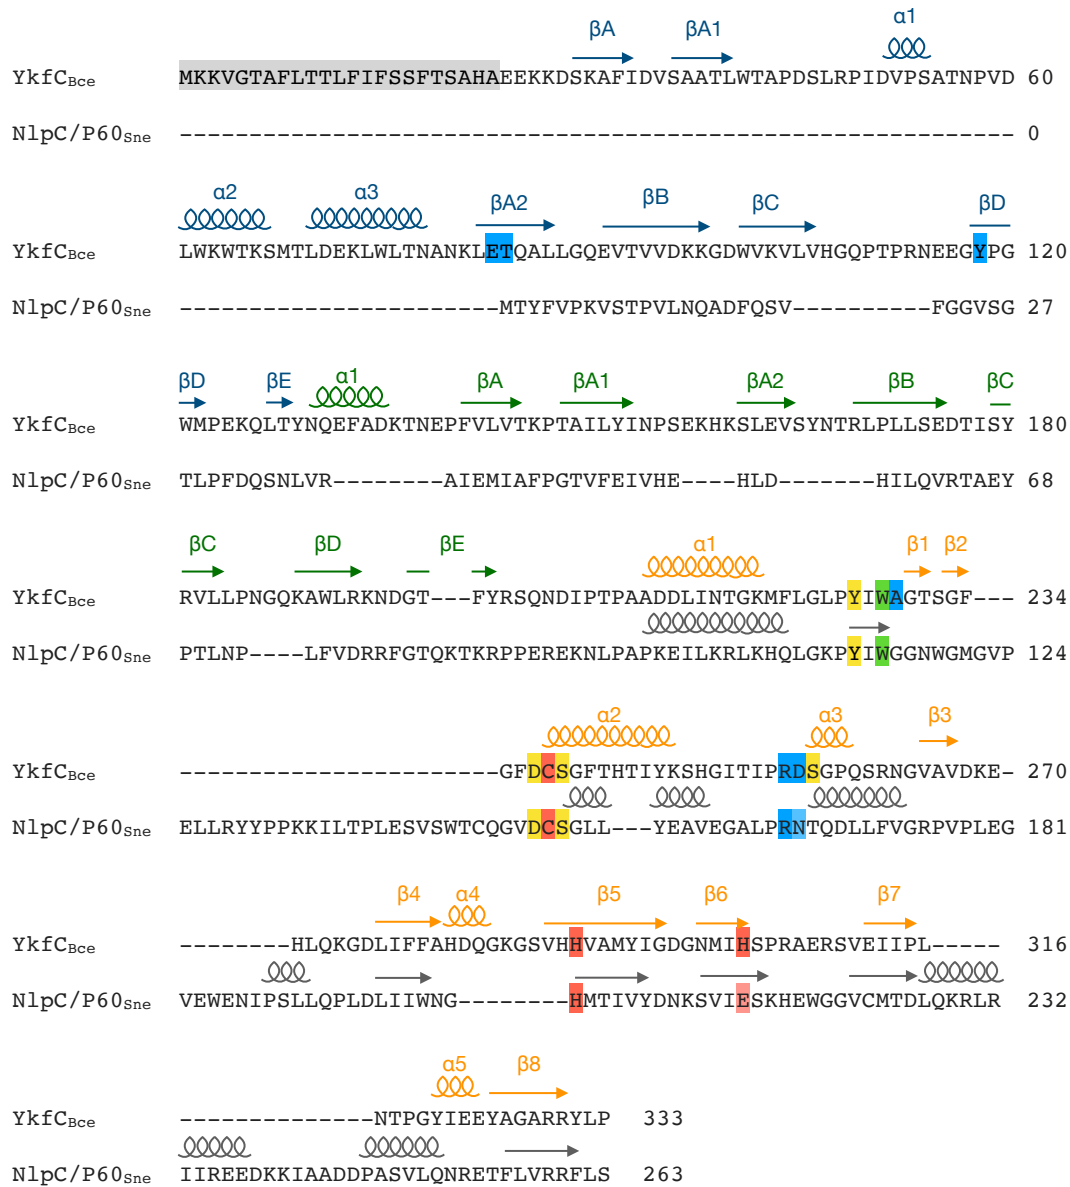 βA βA1 α1
YkfCBce MKKVGTAFLTTLFIFSSFTSAHAEEKKDSKAFIDVSAATLWTAPDSLRPIDVPSATNPVD 60
NlpC/P60Sne ---------------------------------------------------------- 0
α2 α3 βA2 βB βC βD
YkfCBce LWKWTKSMTLDEKLWLTNANKLETQALLGQEVTVVDKKGDWVKVLVHGQPTPRNEEGYPG 120
NlpC/P60Sne -----------------------MTYFVPKVSTPVLNQADFQSV----------FGGVSG 27
βD βE α1 βA βA1 βA2 βB βC
YkfCBce WMPEKQLTYNQEFADKTNEPFVLVTKPTAILYINPSEKHKSLEVSYNTRLPLLSEDTISY 180
NlpC/P60Sne TLPFDQSNLVR--------AIEMIAFPGTVFEIVHE----HLD-------HILQVRTAEY 68
βC βD βE α1 β1 β2
YkfCBce RVLLPNGQKAWLRKNDGT---FYRSQNDIPTPAADDLINTGKMFLGLPYIWAGTSGF--- 234
NlpC/P60Sne PTLNP----LFVDRRFGTQKTKRPPEREKNLPAPKEILKRLKHQLGKPYIWGGNWGMGVP 124
α2 α3 β3
YkfCBce -----------------------GFDCSGFTHTIYKSHGITIPRDSGPQSRNGVAVDKE- 270
NlpC/P60Sne ELLRYYPPKKILTPLESVSWTCQGVDCSGLL---YEAVEGALPRNTQDLLFVGRPVPLEG 181
β4 α4 β5 β6 β7
YkfCBce --------HLQKGDLIFFAHDQGKGSVHHVAMYIGDGNMIHSPRAERSVEIIPL----- 316
NlpC/P60Sne VEWENIPSLLQPLDLIIWNG--------HMTIVYDNKSVIESKHEWGGVCMTDLQKRLR 232
α5 β8
YkfCBce --------------NTPGYIEEYAGARRYLP 333
NlpC/P60Sne IIREEDKKIAADDPASVLQNRETFLVRRFLS 263